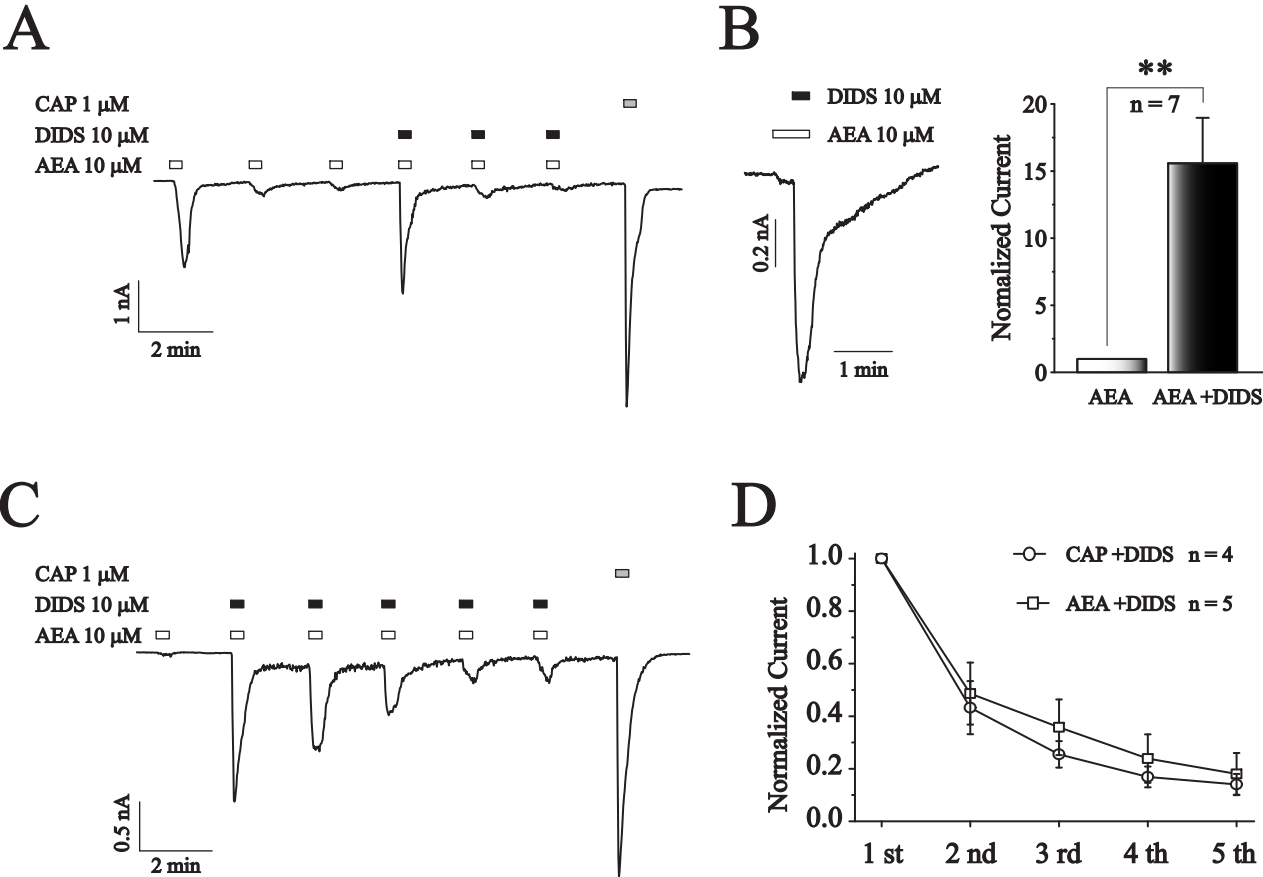 A
CAP 1 μM
DIDS 10 μM
AEA 10 μM
1 nA
2 min
B
DIDS 10 μM
AEA 10 μM
0.2 nA
1 min
**
n = 7
20
15
10
5
0
Nomalized Current
AEA
AEA +DIDS
C
CAP 1 μM
DIDS 10 μM
AEA 10 μM
0.5 nA
2 min
D
CAP +DIDS n = 4
AEA +DIDS n = 5
1.0
0.8
0.6
0.4
0.2
0.0
Normalized Current
1 st 2 nd 3 rd 4 th 5 th